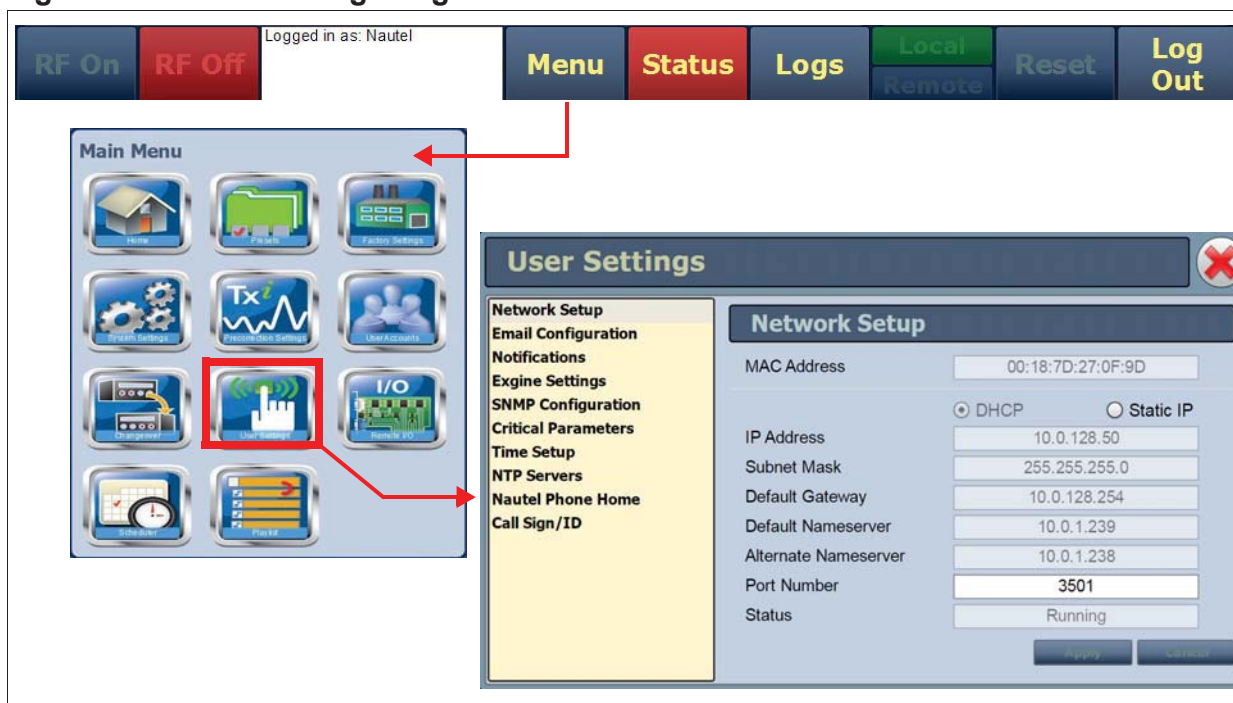 RF On
RF Off
Logged in as: Nautel
Menu
Status
Logs
Local
Remote
Reset
Log
Out
Main Menu
Home
Presets
Factory Settings
System Settings
Tx i
Precorrection Settings
User Accounts
Changeover
User Settings
I/O
Remote I/O
Scheduler
Playlist
User Settings
Network Setup
Email Configuration
Notifications
Exgine Settings
SNMP Configuration
Critical Parameters
Time Setup
NTP Servers
Nautel Phone Home
Call Sign/ID
Network Setup
MAC Address 00:18:7D:27:0F:9D
DHCP Static IP
IP Address 10.0.128.50
Subnet Mask 255.255.255.0
Default Gateway 10.0.128.254
Default Nameserver 10.0.1.239
Alternate Nameserver 10.0.1.238
Port Number 3501
Status Running
Apply Cancel